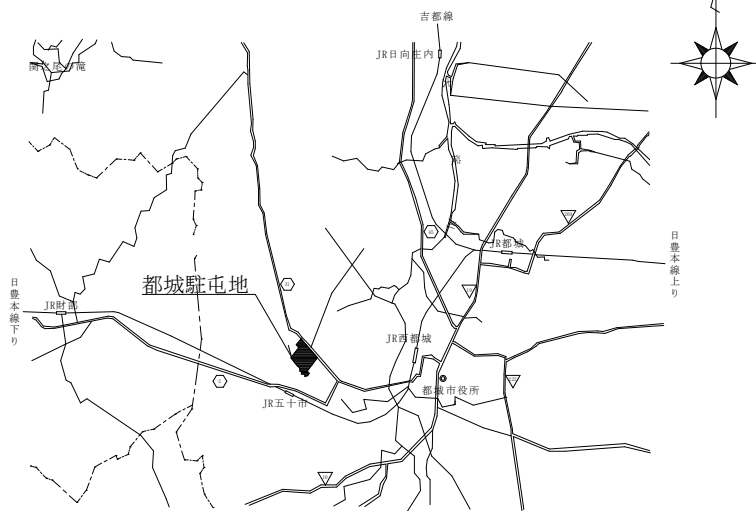 吉都線
JR日向庄内
関之尾の滝
JR都城
日豊本線上り
都城駐屯地
31
日豊本線下り
JR財部
JR西都城
2
JR五十市
都城市役所